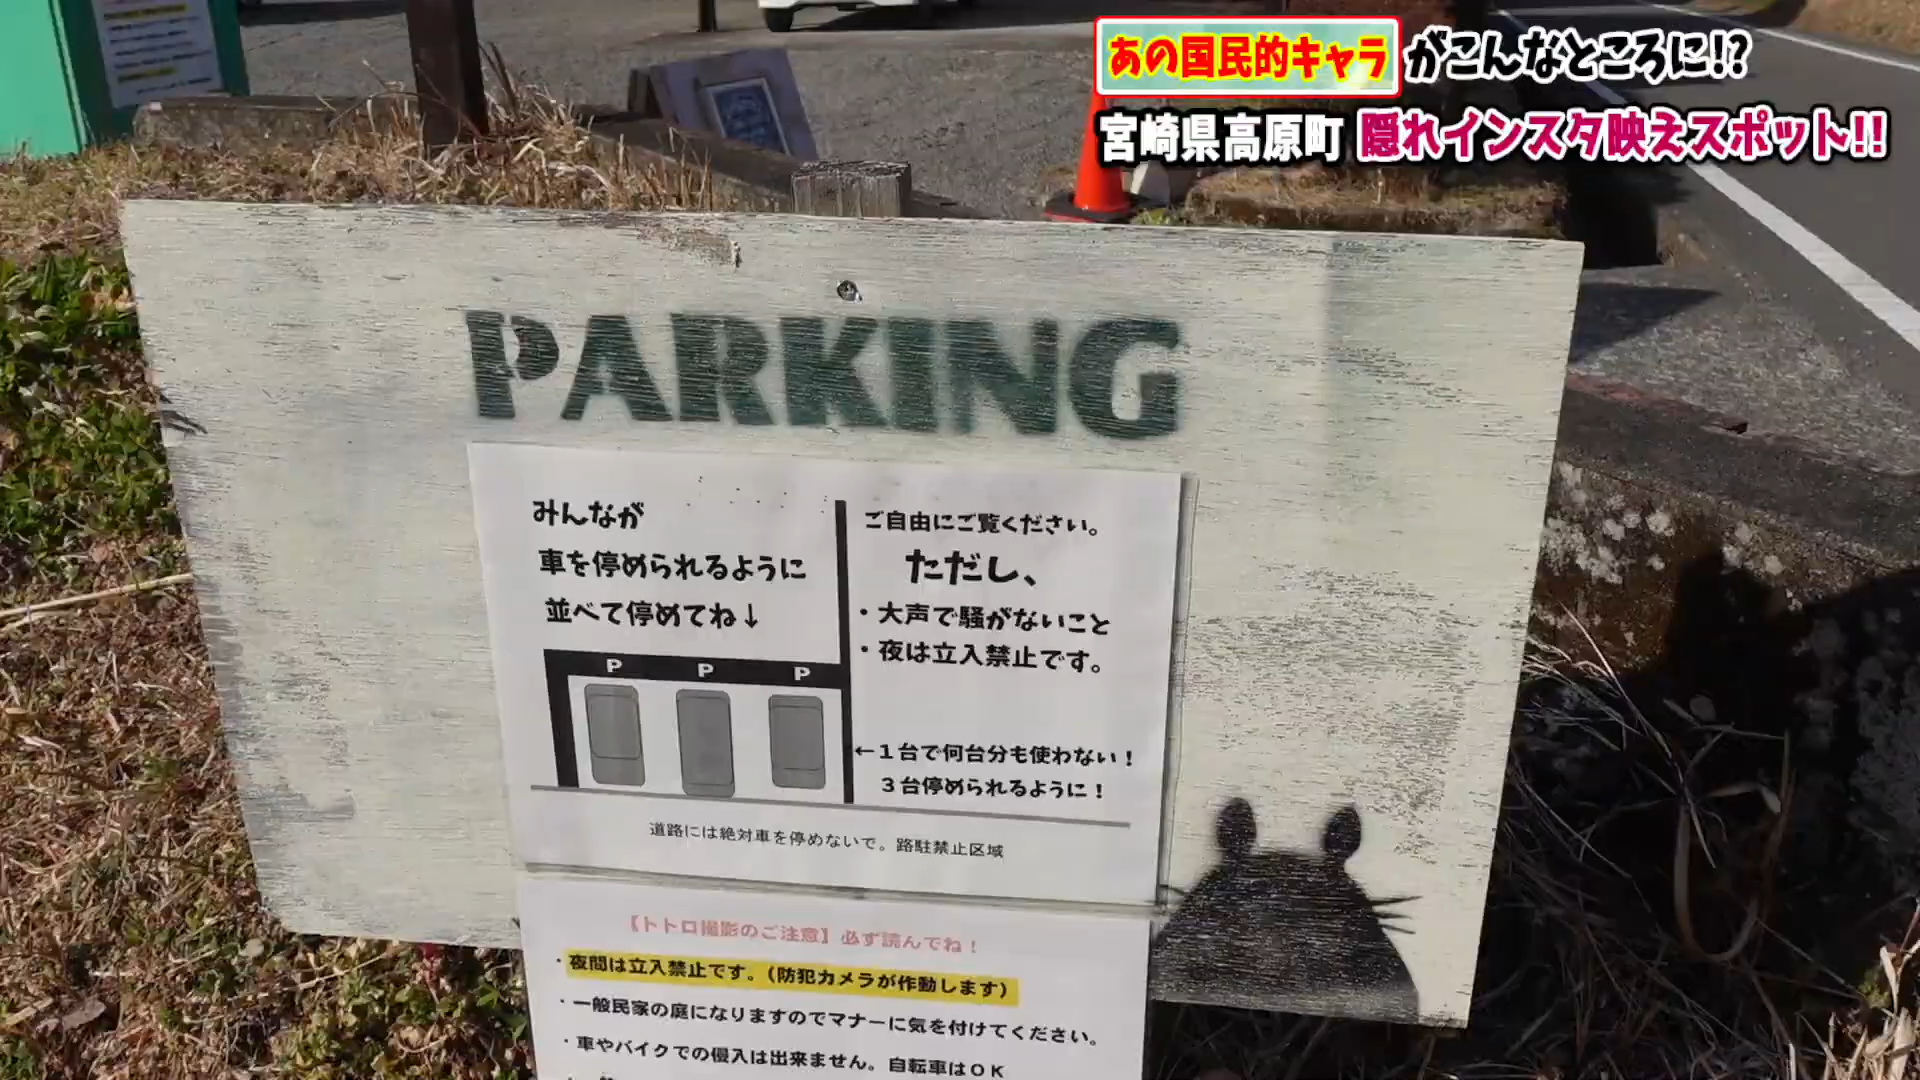 あの国民的キャラがこんなところに!?
宮崎県高原町 隠れインスタ映えスポット!!
PARKING
みんなが
車を停められるように
並べて停めてね↓
P P P
ご自由にご覧ください。
ただし、
・大声で騒がないこと
・夜は立入禁止です。
←1台で何台分も使わない!
3台停められるように!
道路には絶対車を停めないで。路駐禁止区域
【トトロ撮影のご注意】必ず読んでね!
・夜間は立入禁止です。(防犯カメラが作動します)
・一般民家の庭になりますのでマナーに気を付けてください。
・車やバイクでの侵入は出来ません。自転車はOK